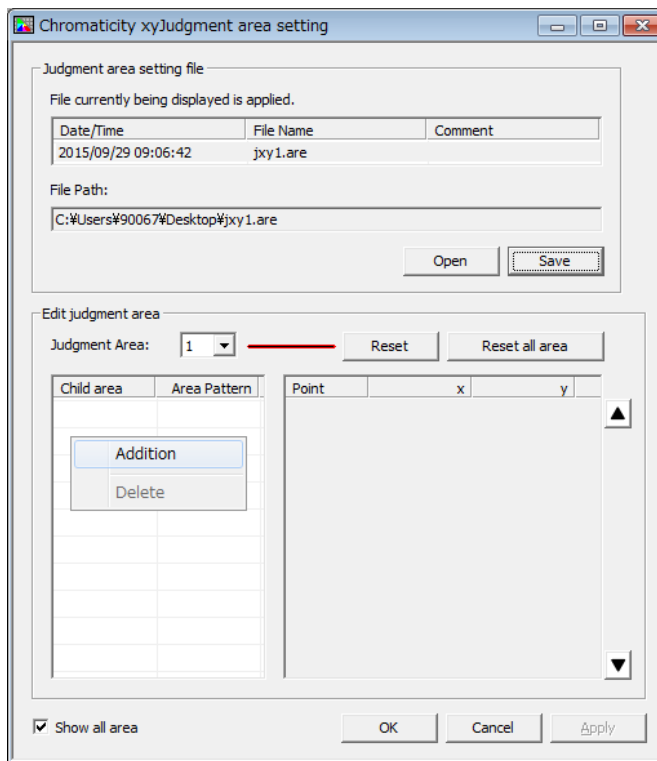 Chromaticity xyJudgment area setting
Judgment area setting file
File currently being displayed is applied.
Date/Time File Name Comment
2015/09/29 09:06:42 jxy1.are
File Path:
C:¥Users¥90067¥Desktop¥jxy1.are
Open Save
Edit judgment area
Judgment Area: 1 Reset Reset all area
Child area Area Pattern Point x y
Addition
Delete
Show all area OK Cancel Apply